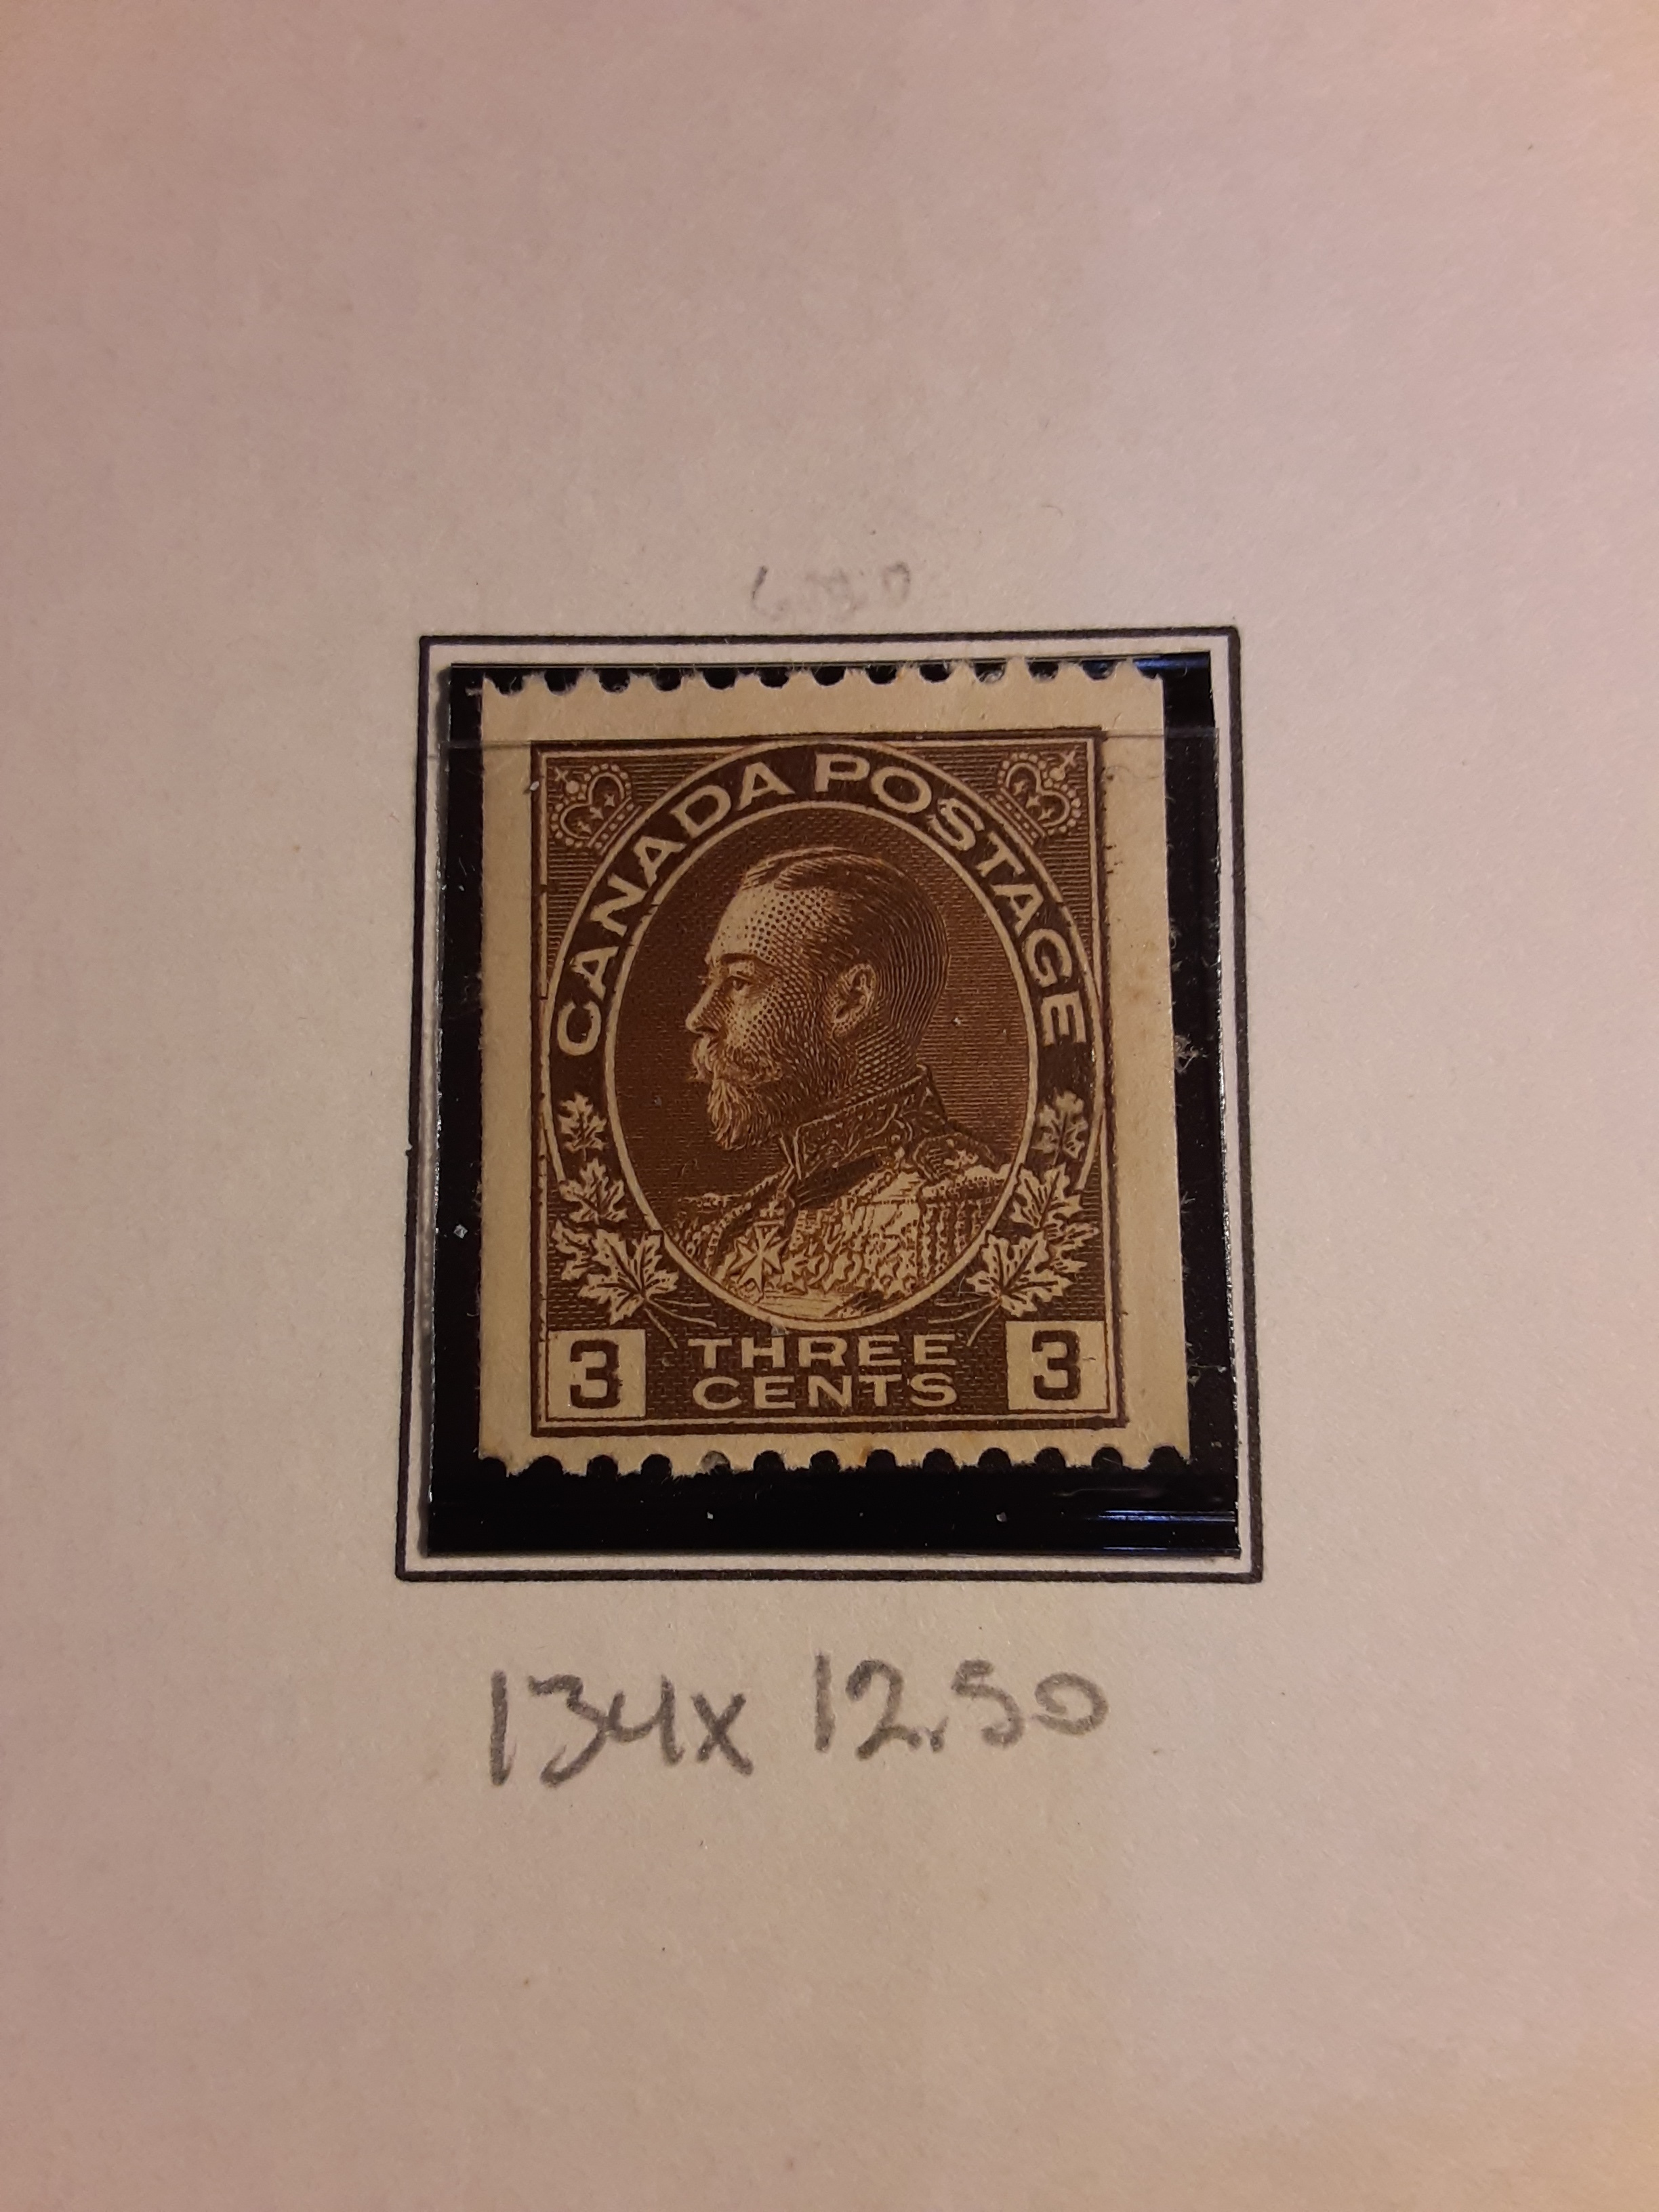 CANADA POSTAGE
3 THREE CENTS 3
134x 12.50